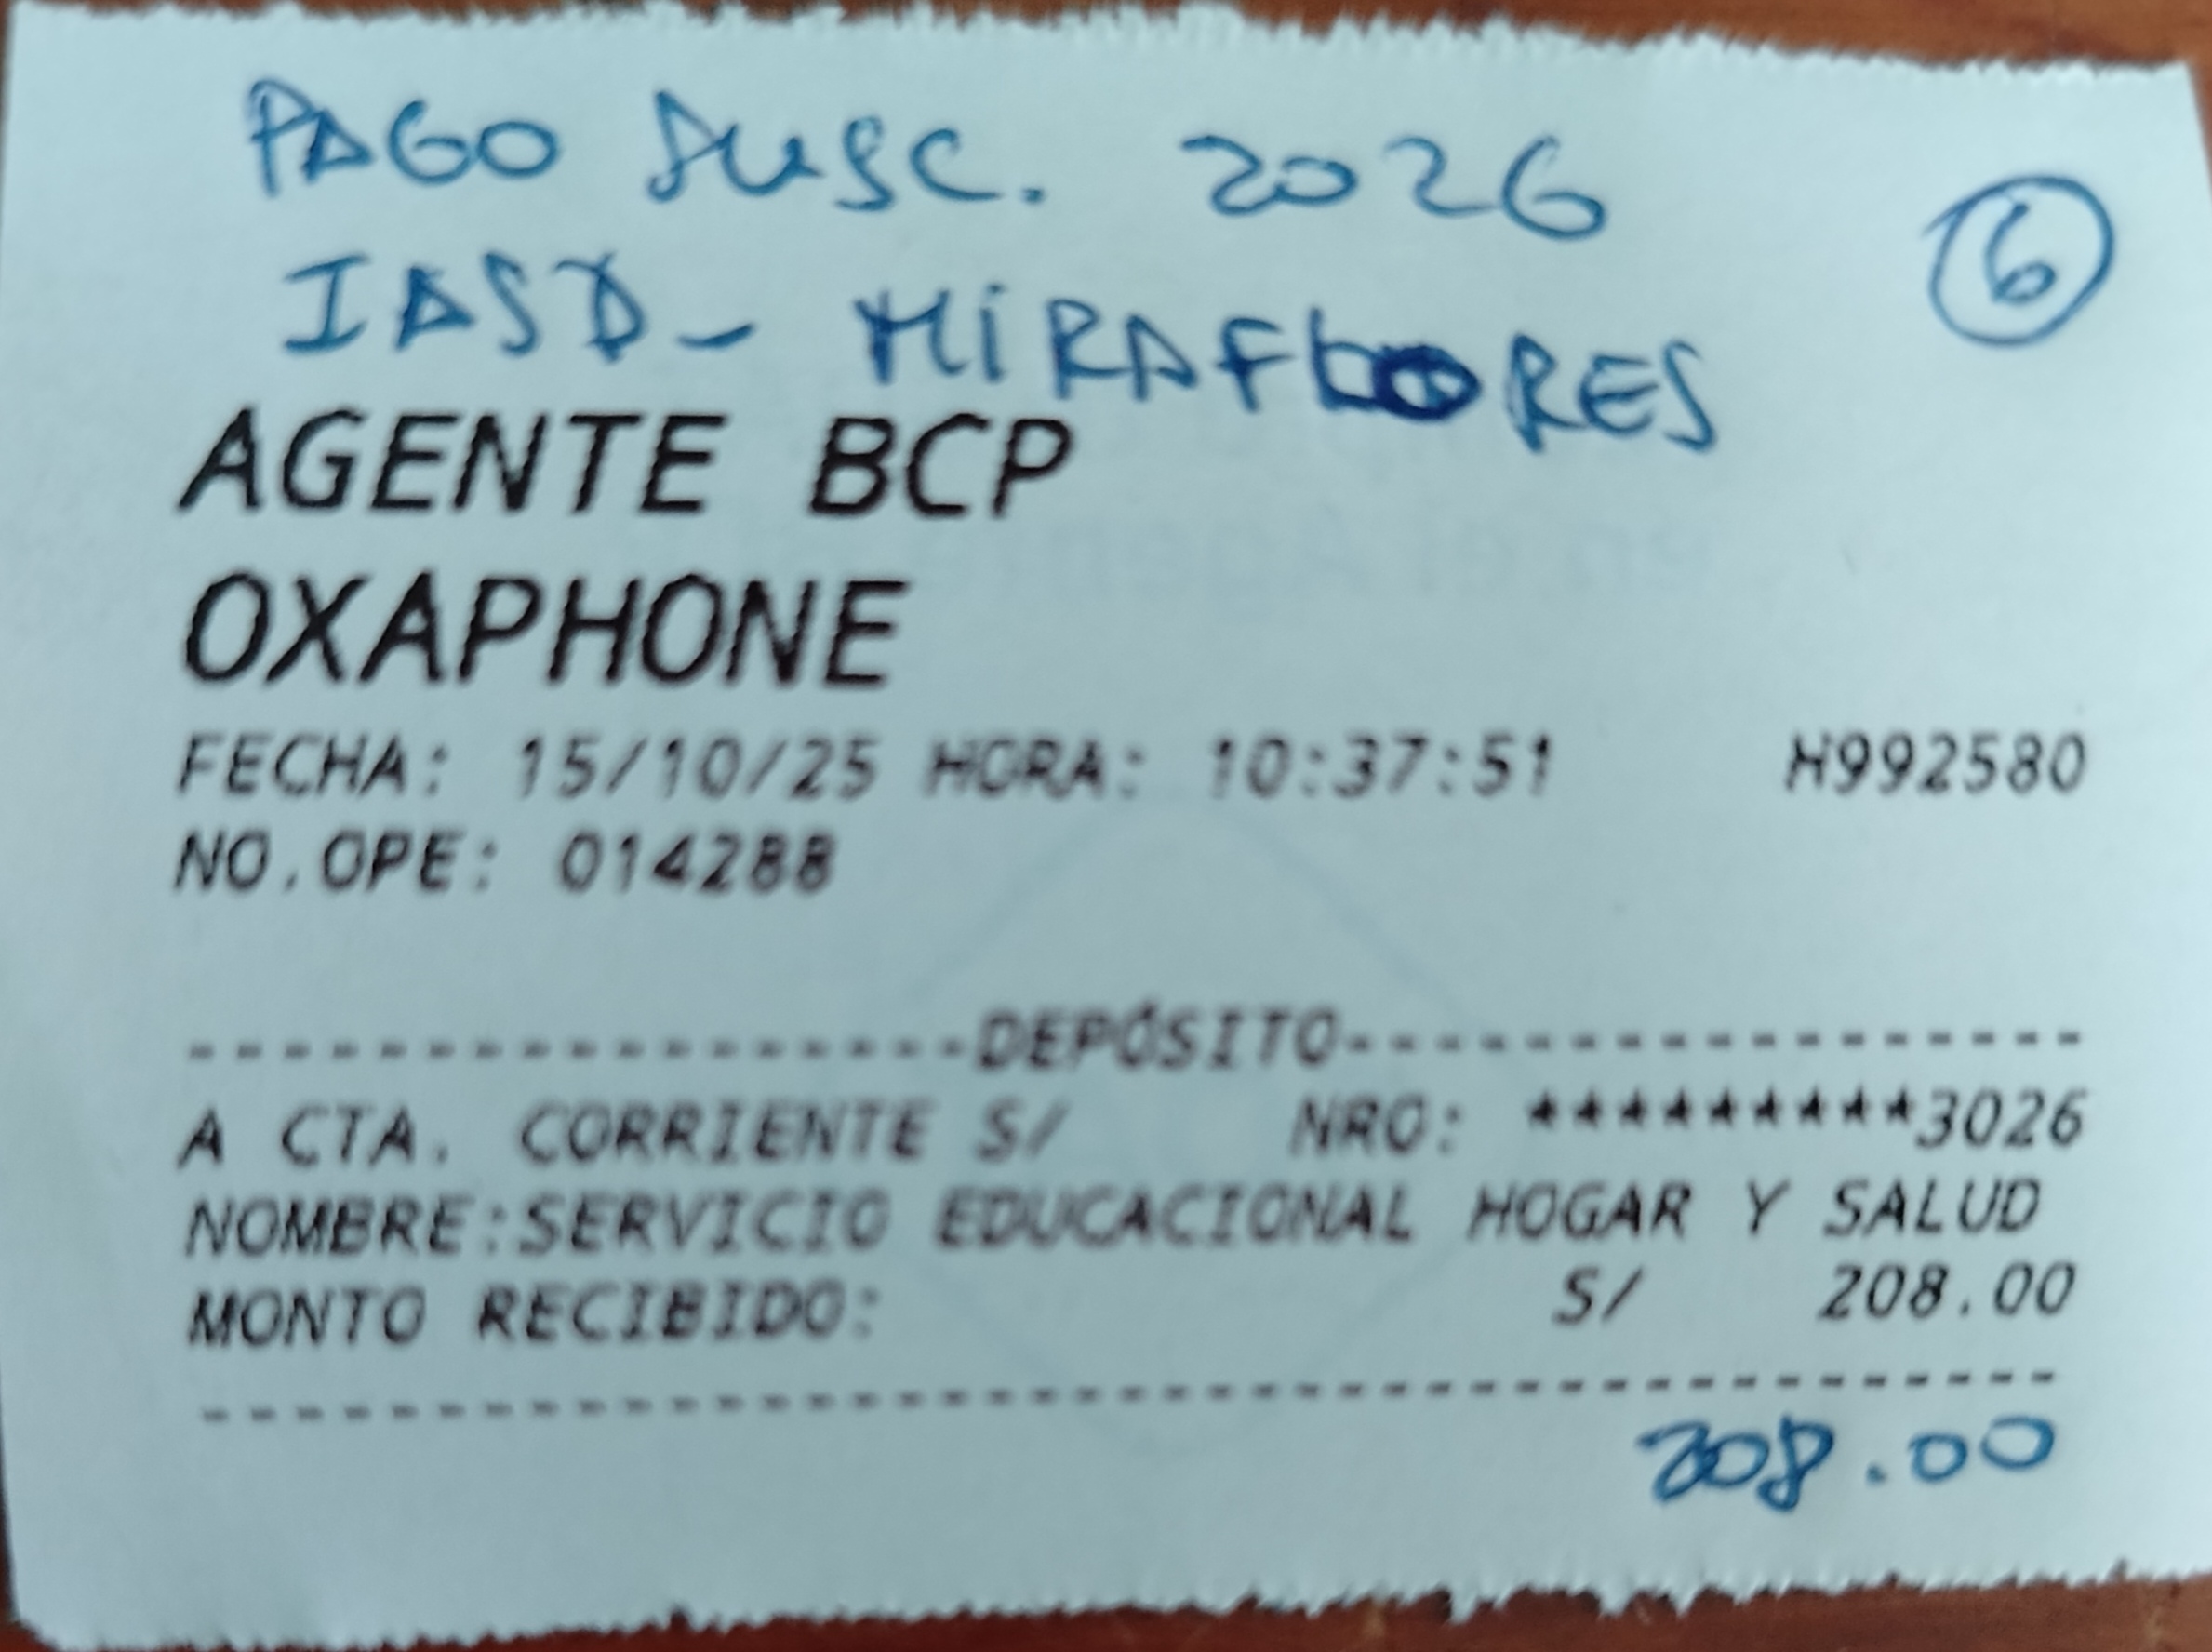 PAGO SUSC. 2026
6
IASD - MIRAFLORES
AGENTE BCP
OXAPHONE
FECHA: 15/10/25 HORA: 10:37:51 H992580
NO.OPE: 014288
------------------DEPÓSITO----------------
A CTA. CORRIENTE S/ NRO: *********3026
NOMBRE:SERVICIO EDUCACIONAL HOGAR Y SALUD
MONTO RECIBIDO: S/ 208.00
208.00